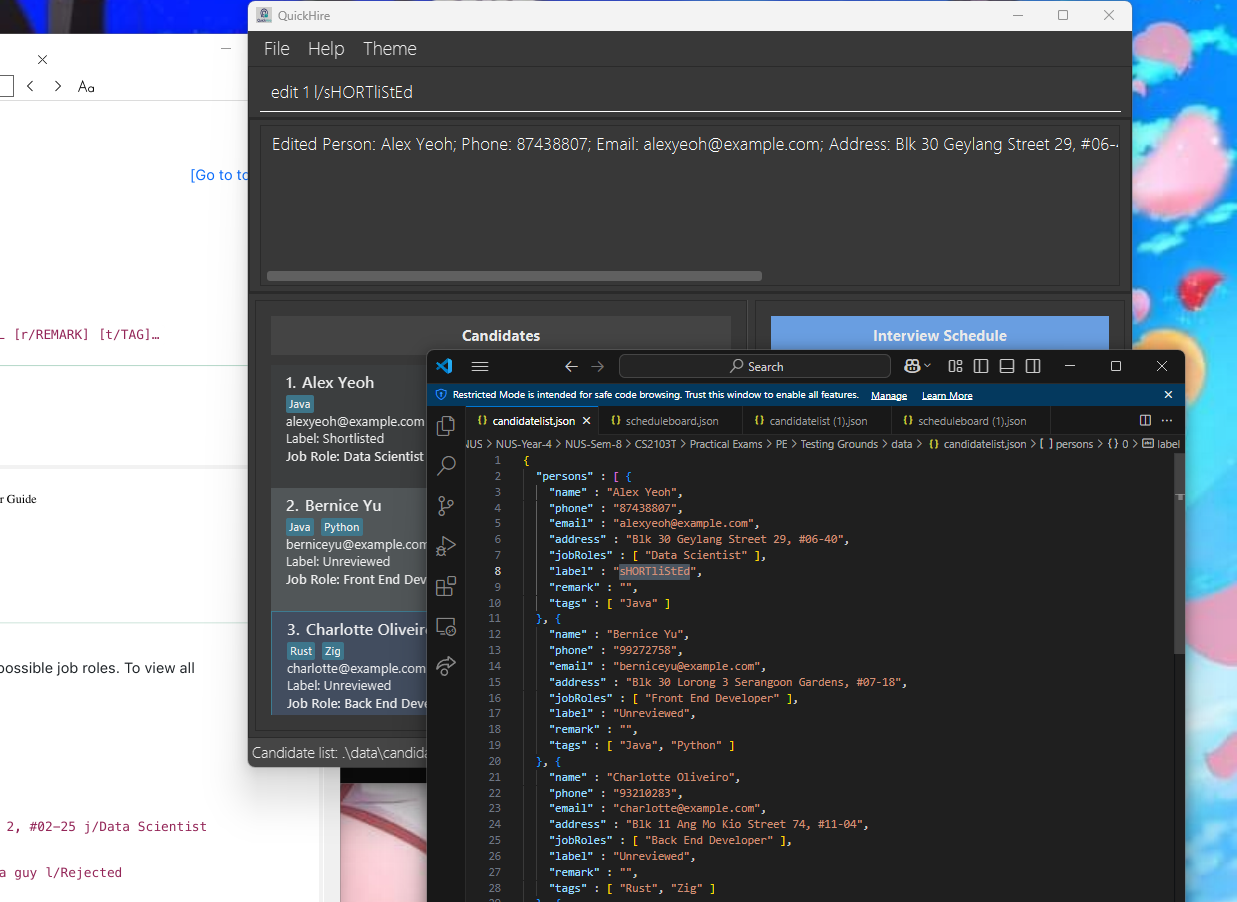 QuickHire
File Help Theme
edit 1 l/sHORTliStEd
Edited Person: Alex Yeoh; Phone: 87438807; Email: alexyeoh@example.com; Address: Blk 30 Geylang Street 29, #06-4
Candidates
Interview Schedule
1. Alex Yeoh
Java
alexyeoh@example.com
Label: Shortlisted
Job Role: Data Scientist
2. Bernice Yu
Java Python
berniceyu@example.com
Label: Unreviewed
Job Role: Front End Dev
3. Charlotte Oliveir
Rust Zig
charlotte@example.com
Label: Unreviewed
Job Role: Back End Deve
Candidate list: .\data\candida
Aa
[Go to to
L [r/REMARK] [t/TAG]…
r Guide
possible job roles. To view all
2, #02-25 j/Data Scientist
a guy l/Rejected
Search
Restricted Mode is intended for safe code browsing. Trust this window to enable all features. Manage Learn More
{} candidatelist.json {} scheduleboard.json {} candidatelist (1).json {} scheduleboard (1).json
NUS > NUS-Year-4 > NUS-Sem-8 > CS2103T > Practical Exams > PE > Testing Grounds > data > {} candidatelist.json > [ ] persons > {} 0 > label
1 {
2 "persons" : [ {
3 "name" : "Alex Yeoh",
4 "phone" : "87438807",
5 "email" : "alexyeoh@example.com",
6 "address" : "Blk 30 Geylang Street 29, #06-40",
7 "jobRoles" : [ "Data Scientist" ],
8 "label" : "sHORTliStEd",
9 "remark" : "",
10 "tags" : [ "Java" ]
11 }, {
12 "name" : "Bernice Yu",
13 "phone" : "99272758",
14 "email" : "berniceyu@example.com",
15 "address" : "Blk 30 Lorong 3 Serangoon Gardens, #07-18",
16 "jobRoles" : [ "Front End Developer" ],
17 "label" : "Unreviewed",
18 "remark" : "",
19 "tags" : [ "Java", "Python" ]
20 }, {
21 "name" : "Charlotte Oliveiro",
22 "phone" : "93210283",
23 "email" : "charlotte@example.com",
24 "address" : "Blk 11 Ang Mo Kio Street 74, #11-04",
25 "jobRoles" : [ "Back End Developer" ],
26 "label" : "Unreviewed",
27 "remark" : "",
28 "tags" : [ "Rust", "Zig" ]